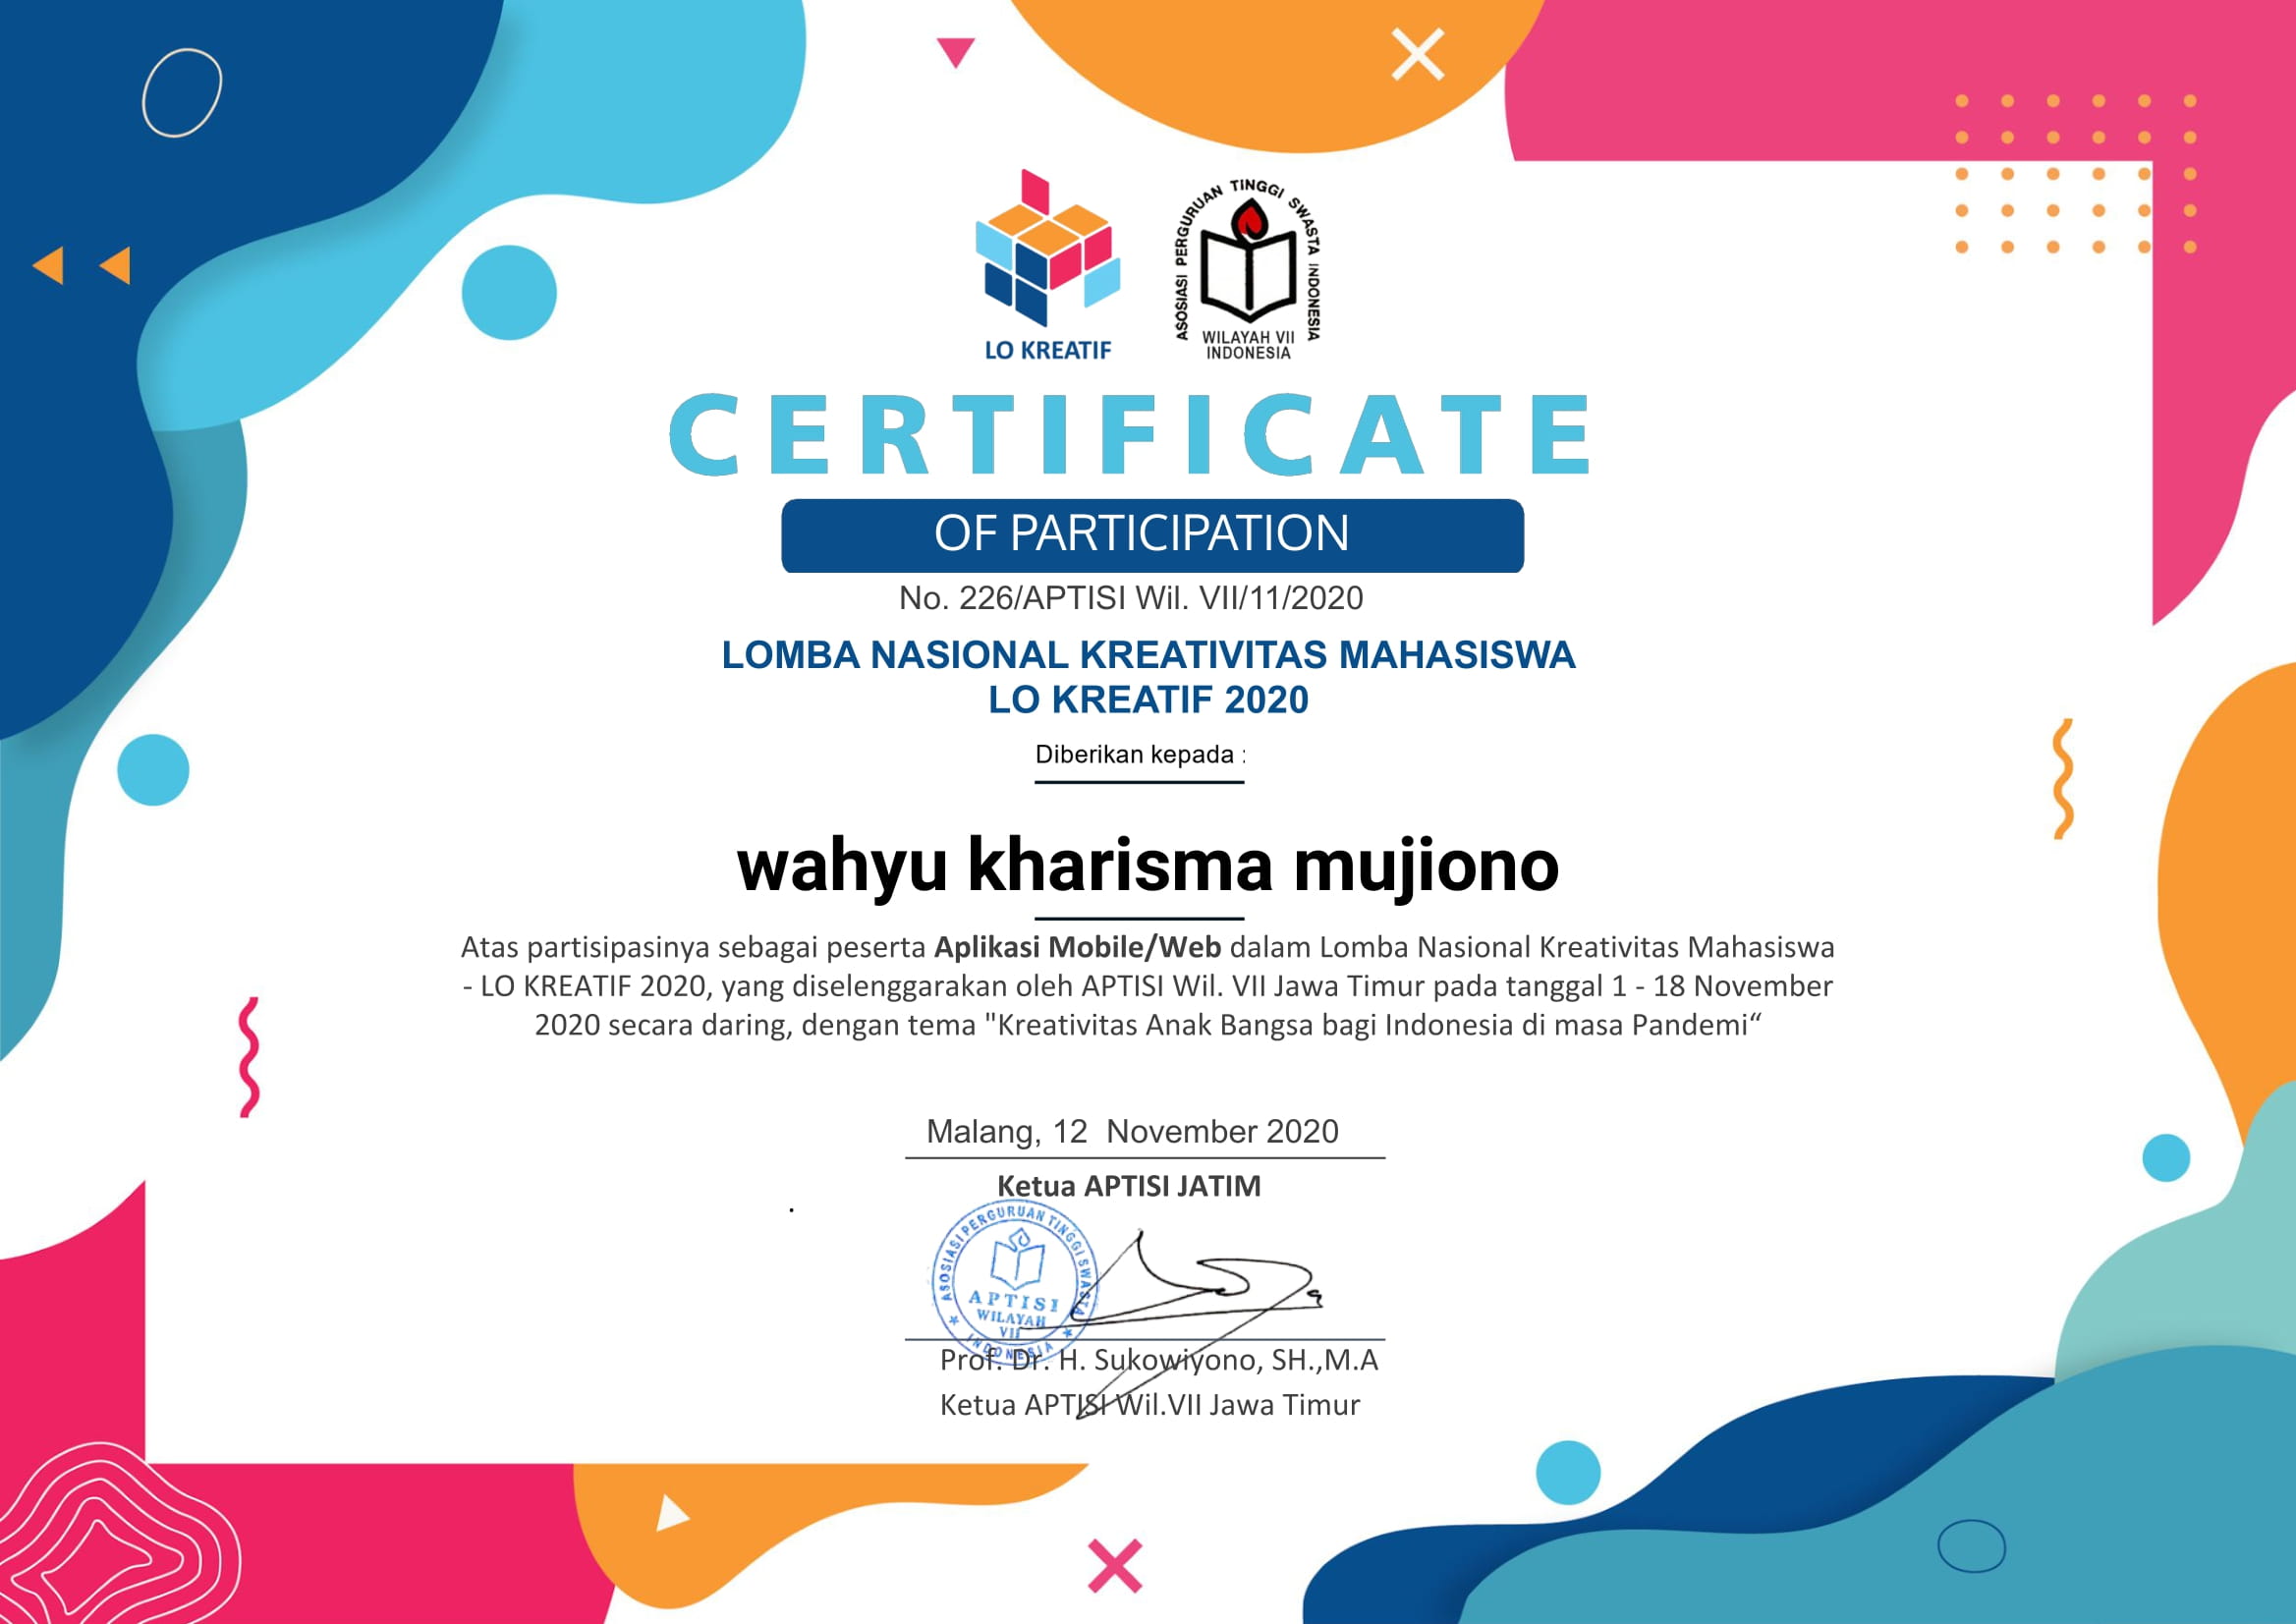 LO KREATIF
ASOSIASI PERGURUAN TINGGI SWASTA INDONESIA
WILAYAH VII
INDONESIA
CERTIFICATE
OF PARTICIPATION
No. 226/APTISI Wil. VII/11/2020
LOMBA NASIONAL KREATIVITAS MAHASISWA
LO KREATIF 2020
Diberikan kepada :
wahyu kharisma mujiono
Atas partisipasinya sebagai peserta Aplikasi Mobile/Web dalam Lomba Nasional Kreativitas Mahasiswa
- LO KREATIF 2020, yang diselenggarakan oleh APTISI Wil. VII Jawa Timur pada tanggal 1 - 18 November
2020 secara daring, dengan tema "Kreativitas Anak Bangsa bagi Indonesia di masa Pandemi“
Malang, 12  November 2020
Ketua APTISI JATIM
.
ASOSIASI PERGURUAN TINGGI SWASTA
APTISI
WILAYAH
VII
INDONESIA
Prof. Dr. H. Sukowiyono, SH.,M.A
Ketua APTISI Wil.VII Jawa Timur